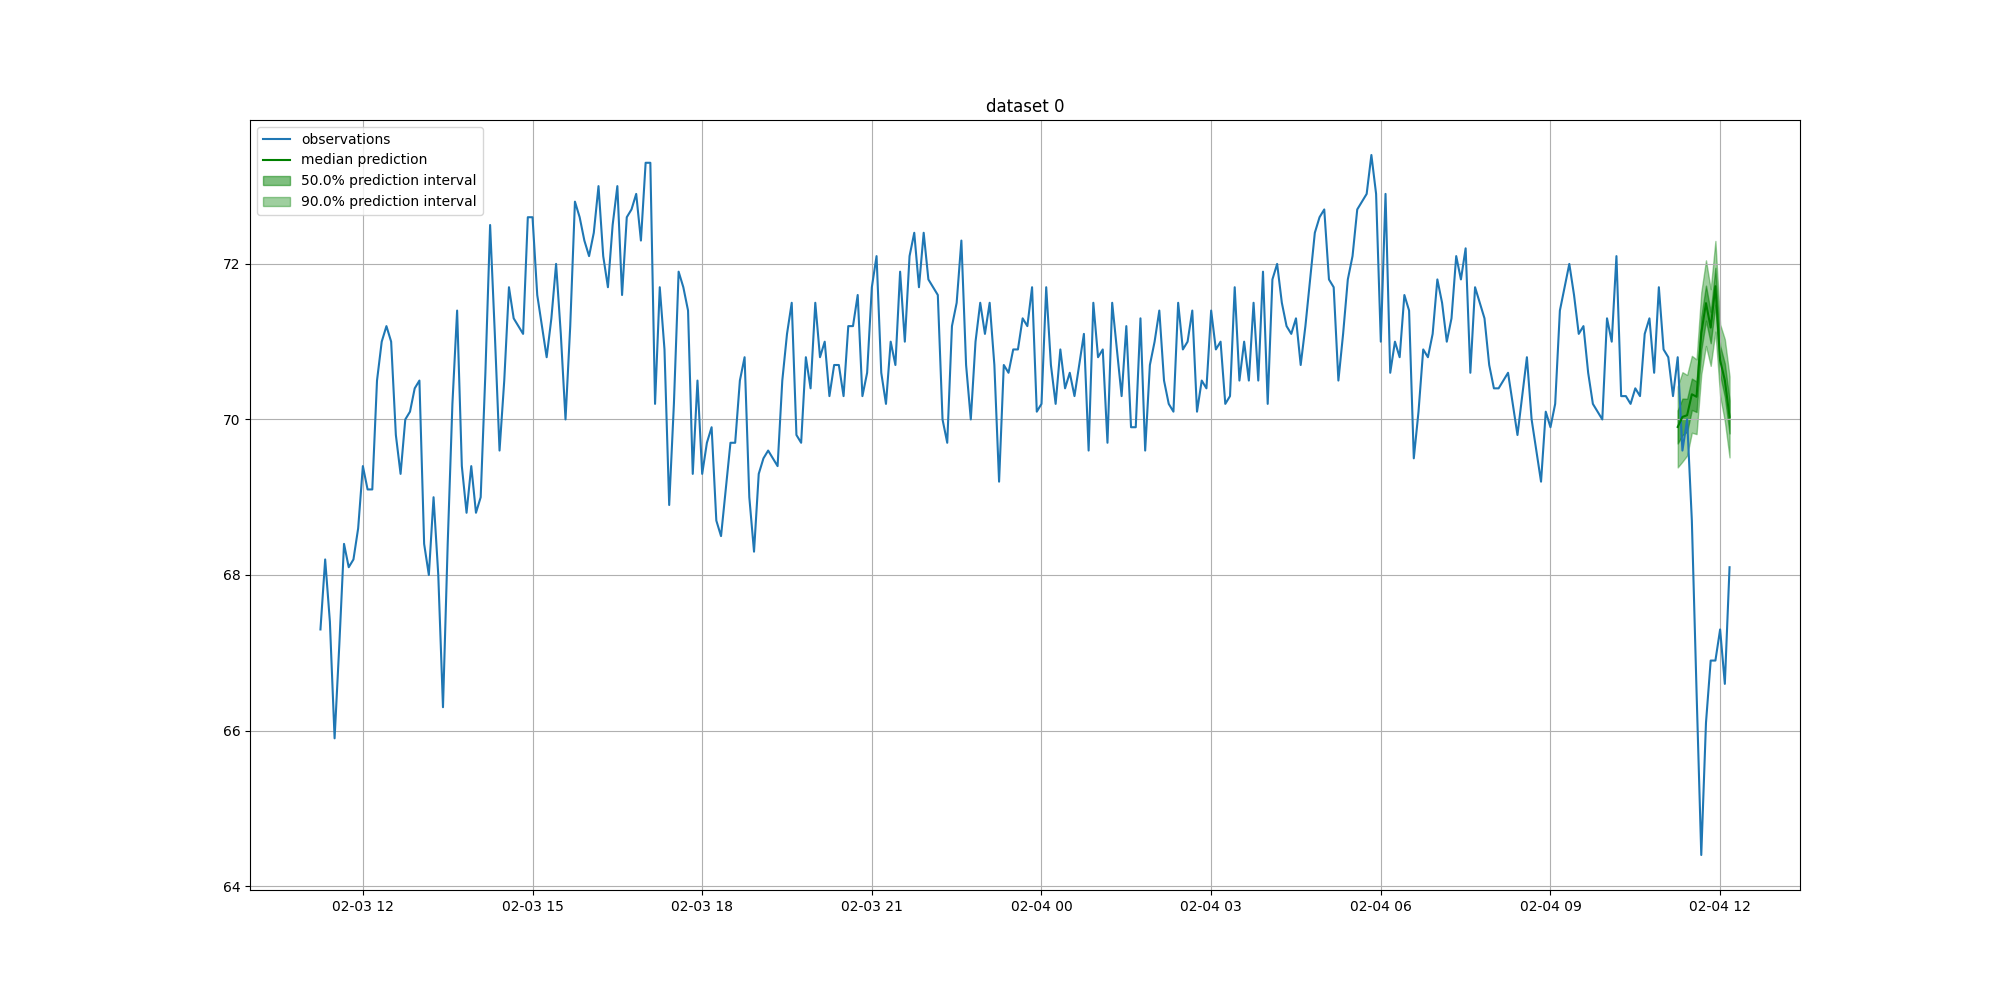 dataset 0
observations
median prediction
50.0% prediction interval
90.0% prediction interval
72
70
68
66
64
02-03 12
02-03 15
02-03 18
02-03 21
02-04 00
02-04 03
02-04 06
02-04 09
02-04 12